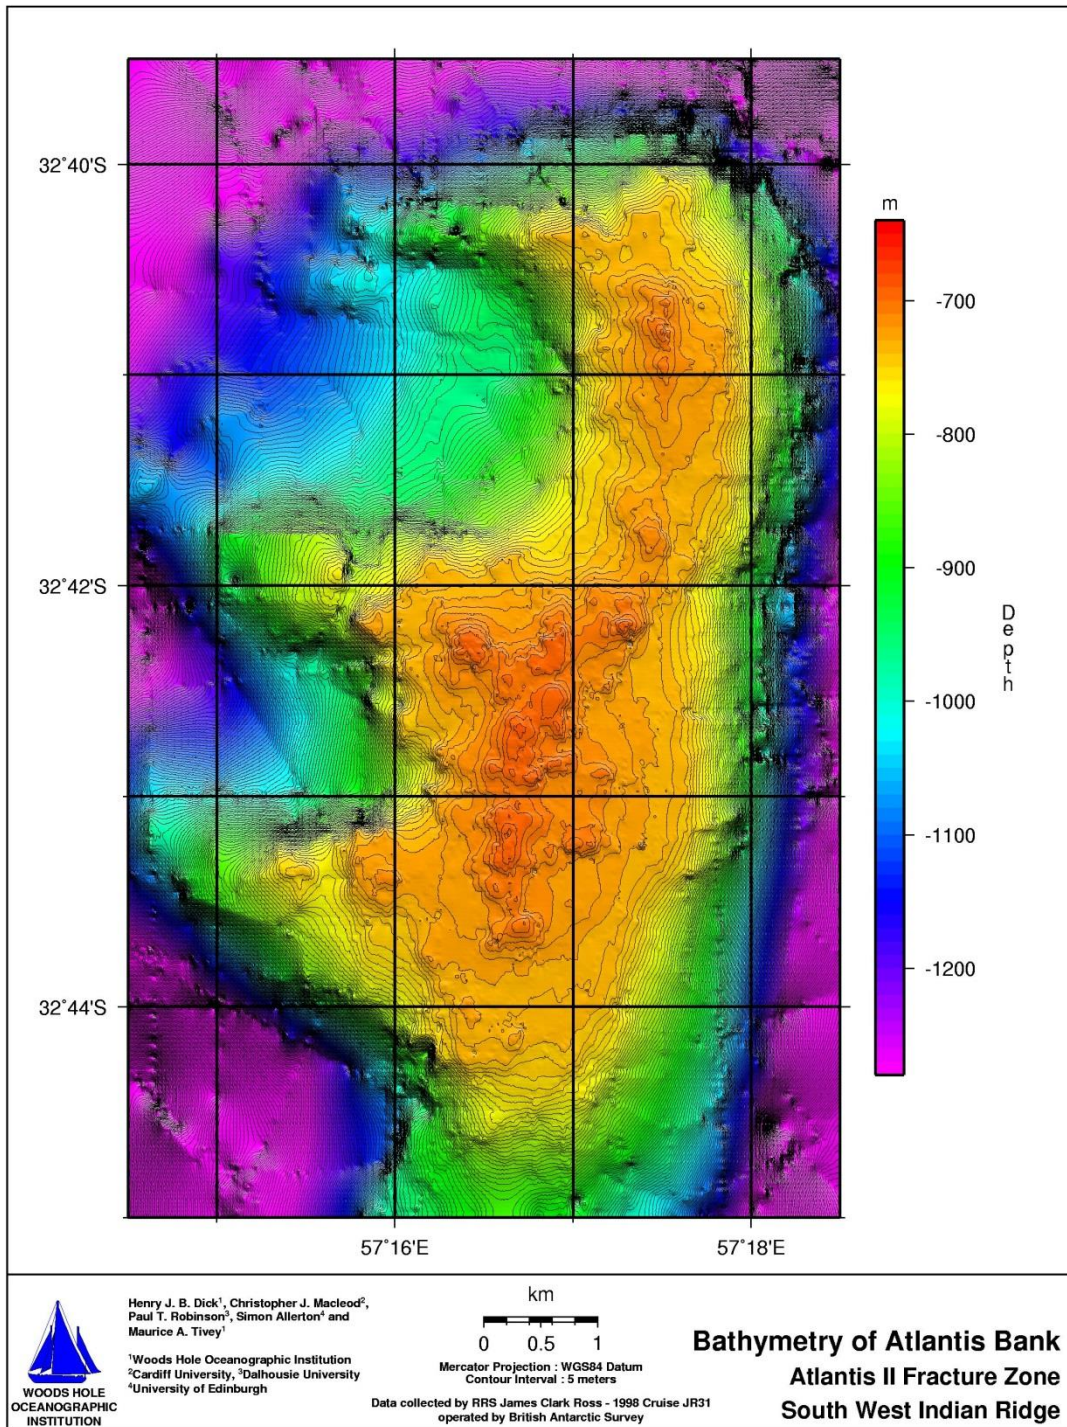 32°40'S
32°42'S
32°44'S
57°16'E
57°18'E
m
-700
-800
-900
-1000
-1100
-1200
Depth
WOODS HOLE
OCEANOGRAPHIC
INSTITUTION
Henry J. B. Dick¹, Christopher J. Macleod²,
Paul T. Robinson³, Simon Allerton⁴ and
Maurice A. Tivey¹
¹Woods Hole Oceanographic Institution
²Cardiff University, ³Dalhousie University
⁴University of Edinburgh
km
0 0.5 1
Mercator Projection : WGS84 Datum
Contour Interval : 5 meters
Data collected by RRS James Clark Ross - 1998 Cruise JR31
operated by British Antarctic Survey
Bathymetry of Atlantis Bank
Atlantis II Fracture Zone
South West Indian Ridge